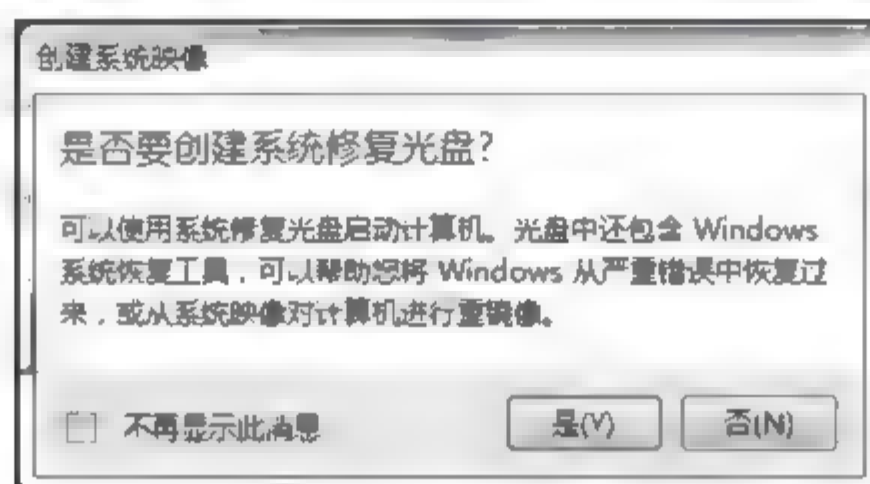 创建系统映像
是否要创建系统修复光盘?
可以使用系统修复光盘启动计算机。光盘中还包含 Windows
系统恢复工具，可以帮助您将 Windows 从严重错误中恢复过
来，或从系统映像对计算机进行重镜像。
不再显示此消息
是(Y)
否(N)